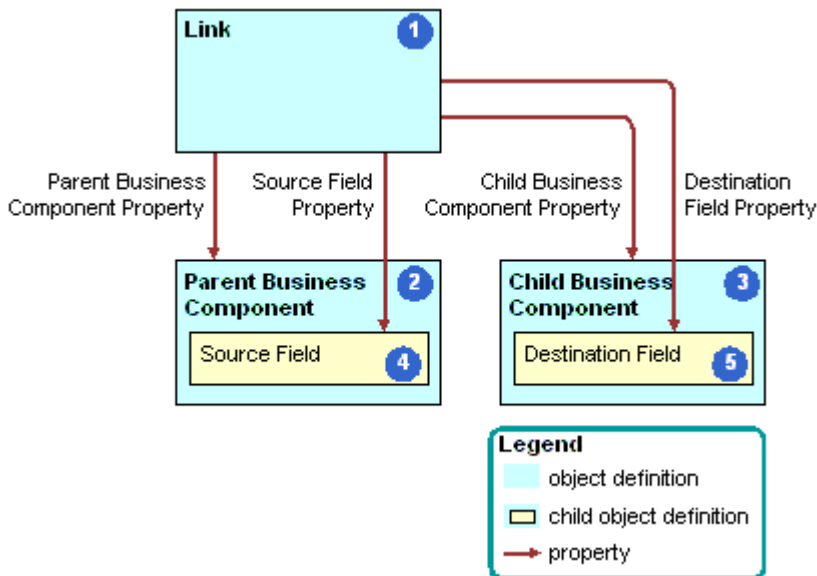 Link
1
Parent Business
Component Property
Source Field
Property
Child Business
Component Property
Destination
Field Property
Parent Business
Component
2
Source Field
4
Child Business
Component
3
Destination Field
5
Legend
object definition
child object definition
property